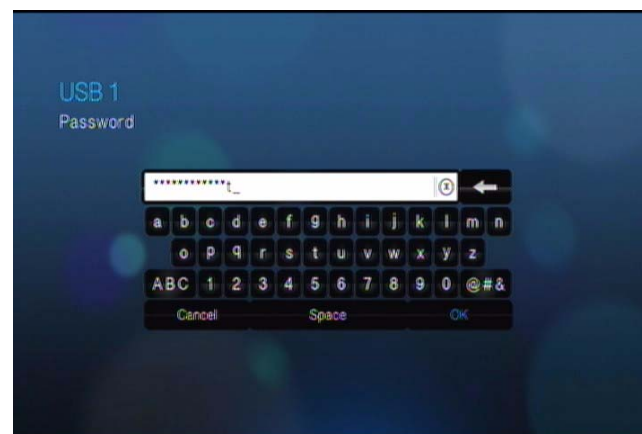 USB 1
Password
************t_
a b c d e f g h i j k l m n
o p q r s t u v w x y z
ABC 1 2 3 4 5 6 7 8 9 0 @#&
Cancel Space OK